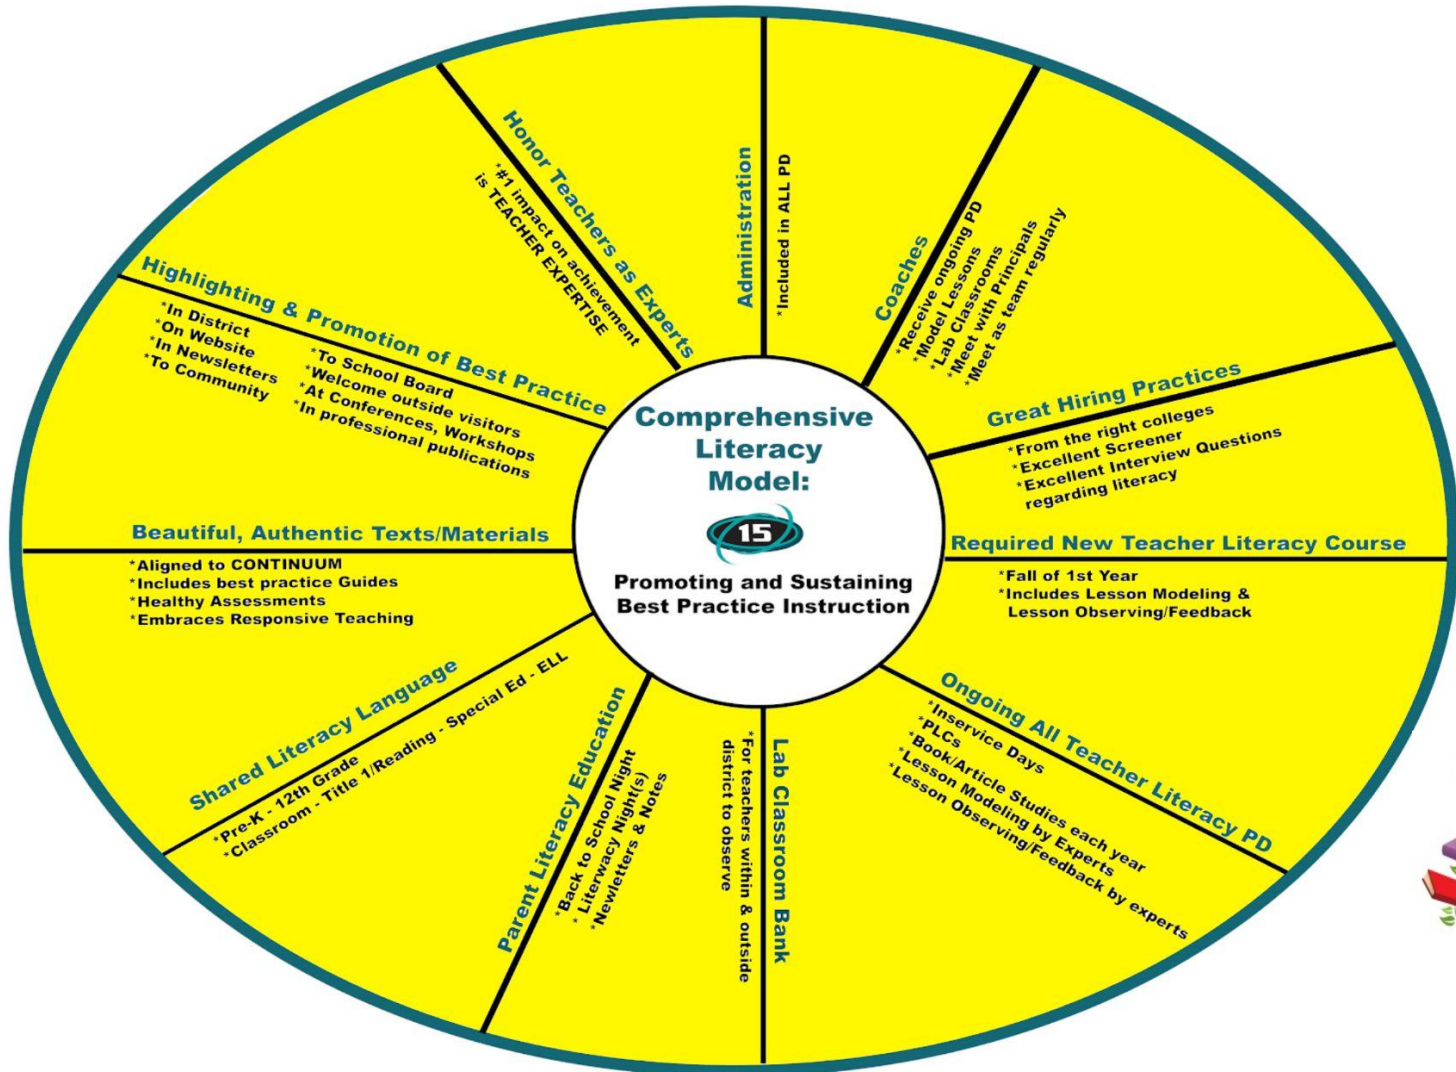 Comprehensive
Literacy
Model:
15
Promoting and Sustaining
Best Practice Instruction
Administration
*Included in ALL PD
Coaches
*Receive ongoing PD
*Model Lessons
*Lab Classrooms
*Meet with Principals
*Meet as team regularly
Great Hiring Practices
*From the right colleges
*Excellent Screener
*Excellent Interview Questions
regarding literacy
Required New Teacher Literacy Course
*Fall of 1st Year
*Includes Lesson Modeling &
Lesson Observing/Feedback
Ongoing All Teacher Literacy PD
*Inservice Days
*PLCs
*Book/Article Studies each year
*Lesson Modeling by Experts
*Lesson Observing/Feedback by experts
Lab Classroom Bank
*For teachers within & outside
district to observe
Parent Literacy Education
*Back to School Night
* Literwacy Night(s)
*Newletters & Notes
Shared Literacy Language
*Pre-K - 12th Grade
*Classroom - Title 1/Reading - Special Ed - ELL
Beautiful, Authentic Texts/Materials
*Aligned to CONTINUUM
*Includes best practice Guides
*Healthy Assessments
*Embraces Responsive Teaching
Highlighting & Promotion of Best Practice
*In District
*On Website
*In Newsletters
*To Community
*To School Board
*Welcome outside visitors
*At Conferences, Workshops
*In professional publications
Honor Teachers as Experts
*#1 impact on achievement
is TEACHER EXPERTISE